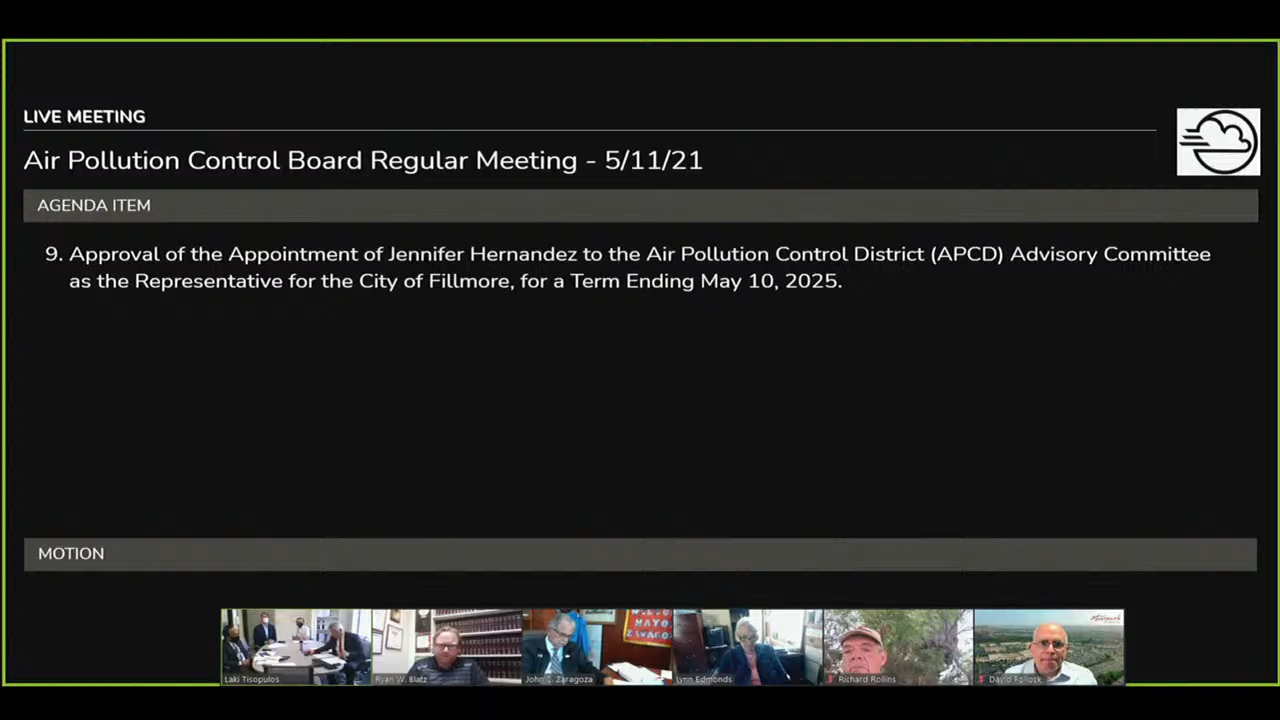 LIVE MEETING
Air Pollution Control Board Regular Meeting - 5/11/21
AGENDA ITEM
9. Approval of the Appointment of Jennifer Hernandez to the Air Pollution Control District (APCD) Advisory Committee
as the Representative for the City of Fillmore, for a Term Ending May 10, 2025.
MOTION
MAYO
ZARAGOZ
Laki Tisopulos
Ryan W. Blatz
John C. Zaragoza
Lynn Edmonds
Richard Rollins
David Pollock